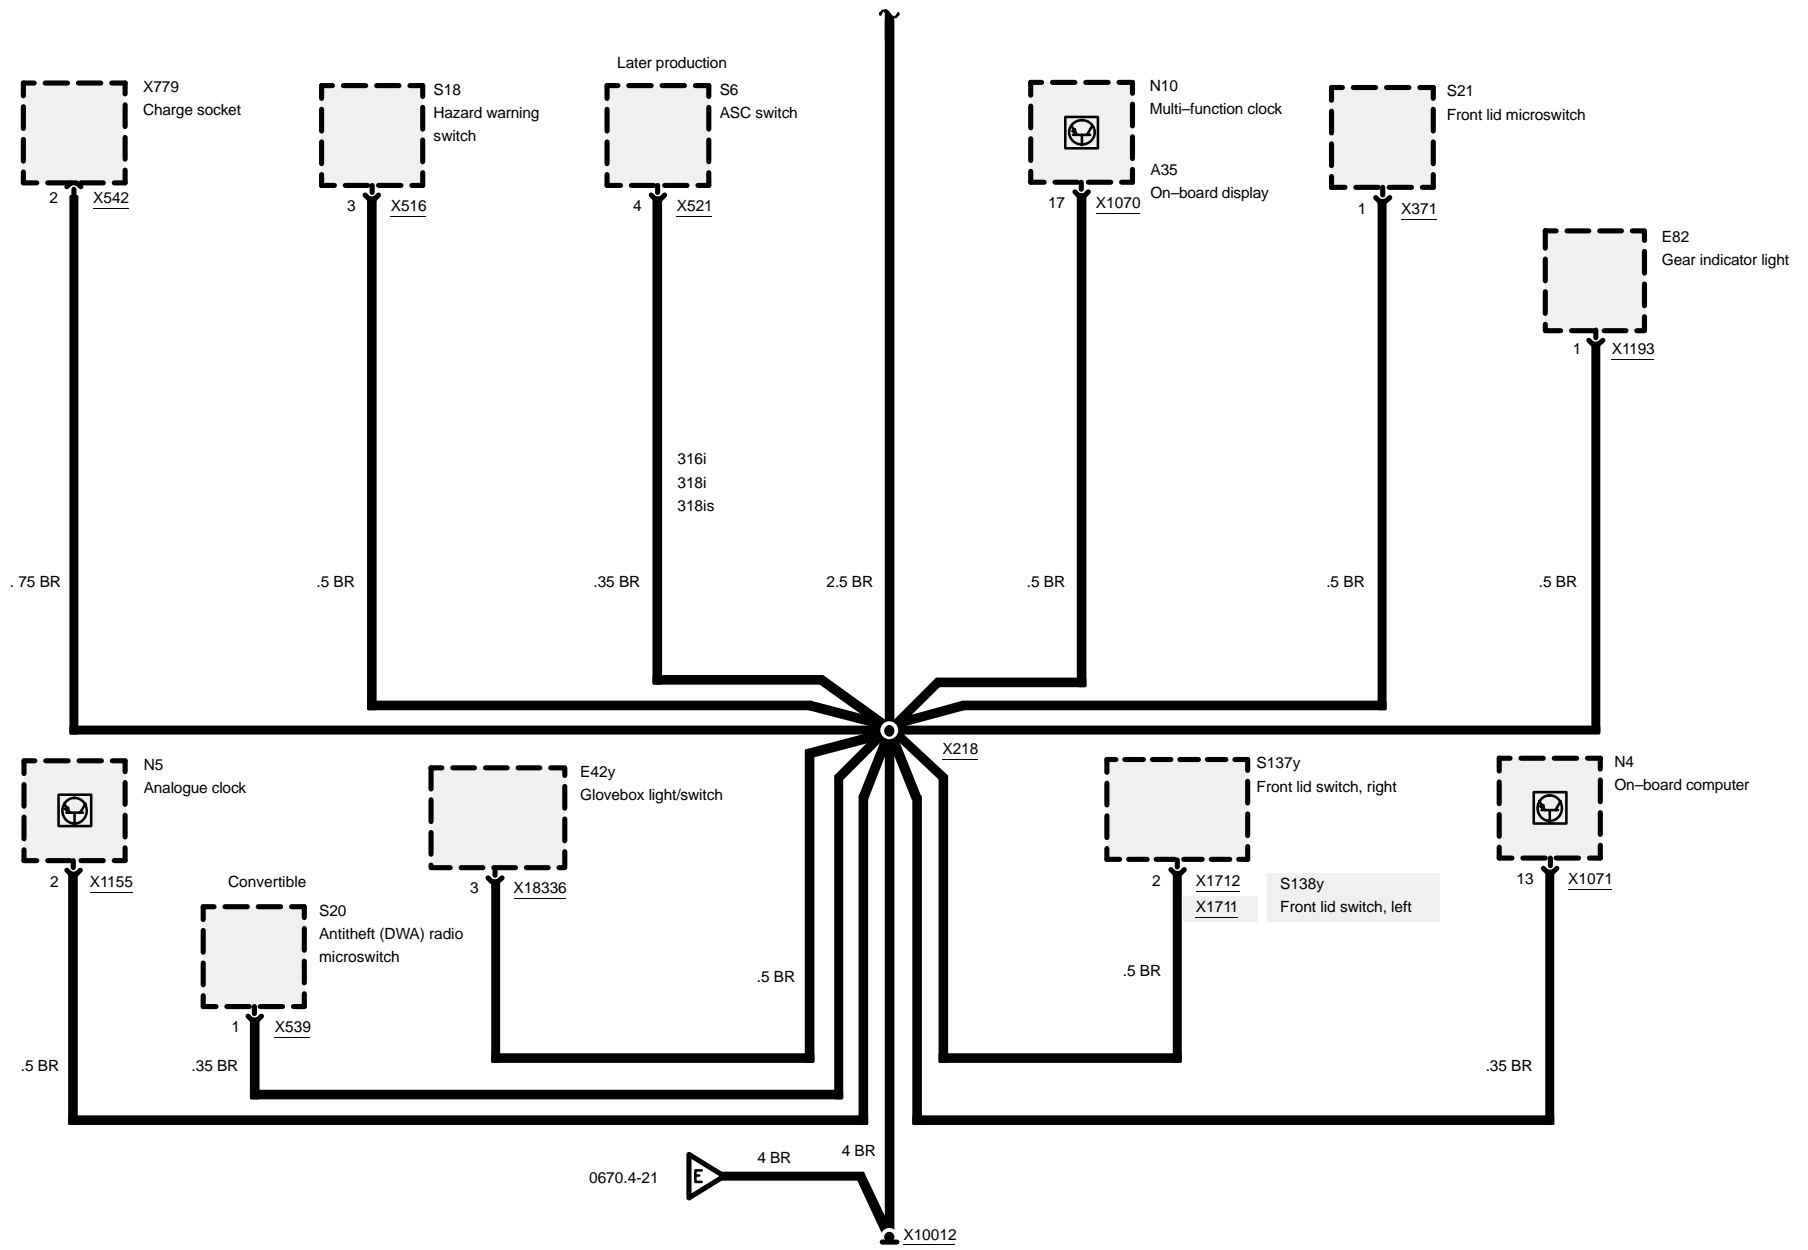 Later production
X779
Charge socket
2
X542
S18
Hazard warning
switch
3
X516
S6
ASC switch
4
X521
N10
Multi–function clock
A35
On–board display
17
X1070
S21
Front lid microswitch
1
X371
E82
Gear indicator light
1
X1193
316i
318i
318is
. 75 BR
.5 BR
.35 BR
2.5 BR
.5 BR
.5 BR
.5 BR
X218
N5
Analogue clock
2
X1155
E42y
Glovebox light/switch
3
X18336
S137y
Front lid switch, right
2
X1712
X1711
S138y
Front lid switch, left
N4
On–board computer
13
X1071
Convertible
S20
Antitheft (DWA) radio
microswitch
1
X539
.5 BR
.5 BR
.5 BR
.35 BR
.35 BR
0670.4-21
E
4 BR
4 BR
X10012